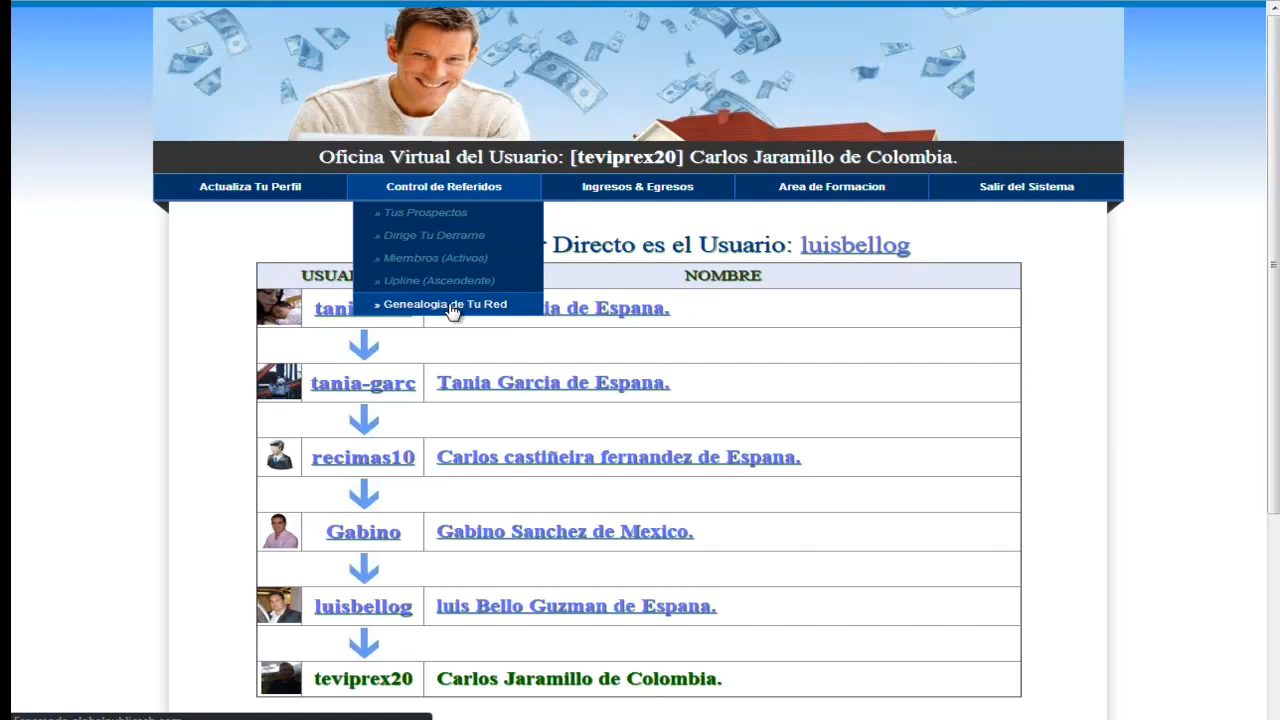 Oficina Virtual del Usuario: [teviprex20] Carlos Jaramillo de Colombia.
Actualiza Tu Perfil Control de Referidos Ingresos & Egresos Area de Formacion Salir del Sistema
» Tus Prospectos
» Dirige Tu Derrame
» Miembros (Activos)
» Upline (Ascendente)
» Genealogia de Tu Red
Directo es el Usuario: luisbellog
NOMBRE
de Espana.
tania-garc Tania Garcia de Espana.
recimas10 Carlos castiñeira fernandez de Espana.
Gabino Gabino Sanchez de Mexico.
luisbellog luis Bello Guzman de Espana.
teviprex20 Carlos Jaramillo de Colombia.